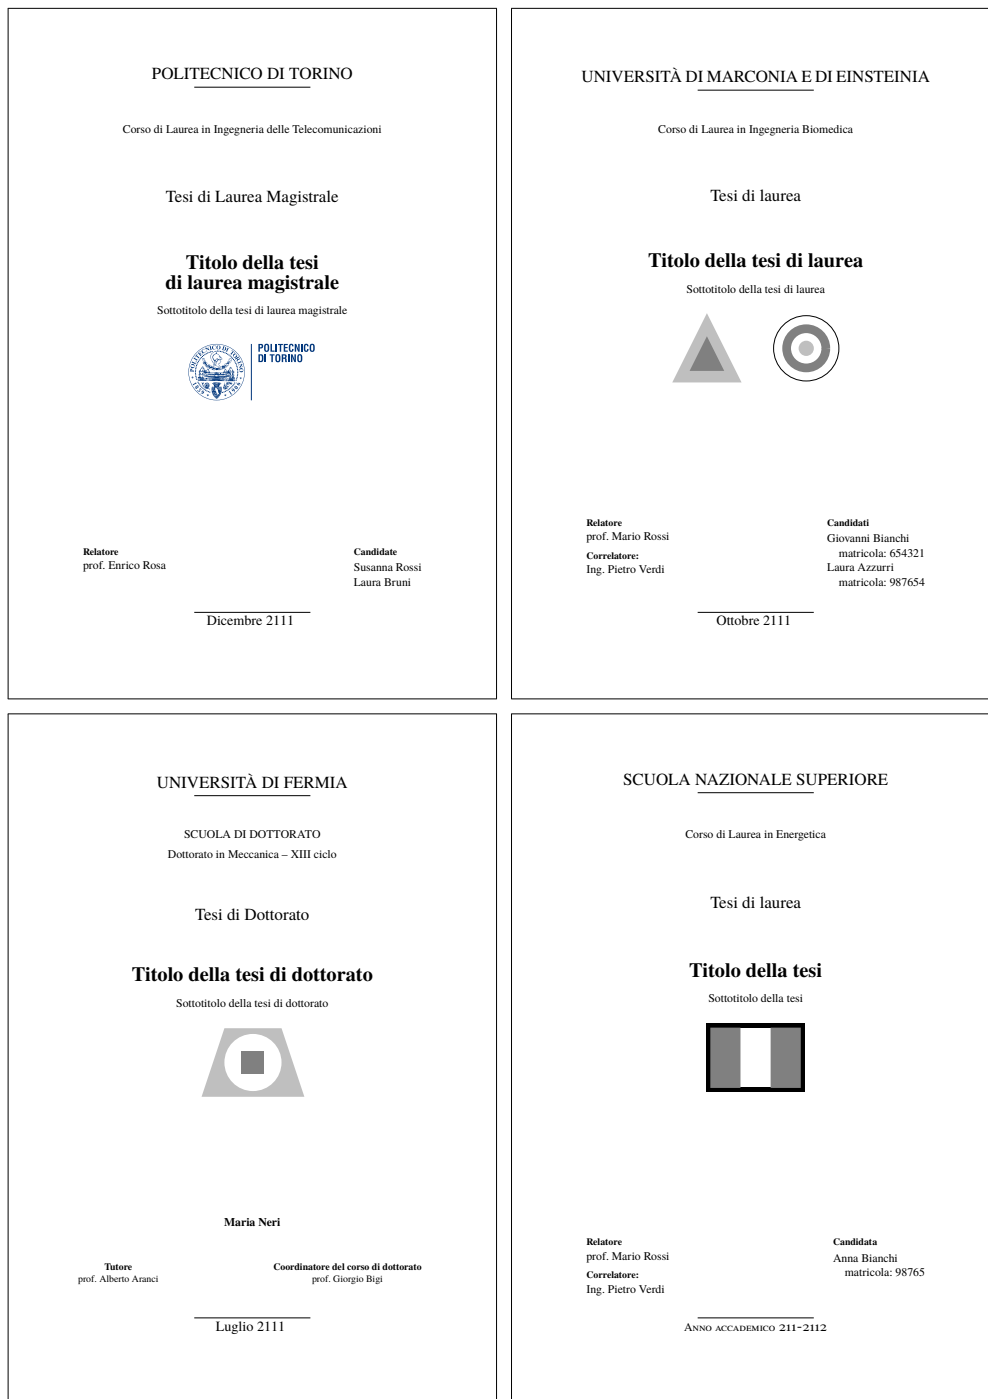 POLITECNICO DI TORINO
Corso di Laurea in Ingegneria delle Telecomunicazioni
Tesi di Laurea Magistrale
Titolo della tesi
di laurea magistrale
Sottotitolo della tesi di laurea magistrale
POLITECNICO DI TORINO
1859
1906
POLITECNICO
DI TORINO
Relatore
prof. Enrico Rosa
Candidate
Susanna Rossi
Laura Bruni
Dicembre 2111
UNIVERSITÀ DI MARCONIA E DI EINSTEINIA
Corso di Laurea in Ingegneria Biomedica
Tesi di laurea
Titolo della tesi di laurea
Sottotitolo della tesi di laurea
Relatore
prof. Mario Rossi
Correlatore:
Ing. Pietro Verdi
Candidati
Giovanni Bianchi
matricola: 654321
Laura Azzurri
matricola: 987654
Ottobre 2111
UNIVERSITÀ DI FERMIA
SCUOLA DI DOTTORATO
Dottorato in Meccanica – XIII ciclo
Tesi di Dottorato
Titolo della tesi di dottorato
Sottotitolo della tesi di dottorato
Maria Neri
Tutore
prof. Alberto Aranci
Coordinatore del corso di dottorato
prof. Giorgio Bigi
Luglio 2111
SCUOLA NAZIONALE SUPERIORE
Corso di Laurea in Energetica
Tesi di laurea
Titolo della tesi
Sottotitolo della tesi
Relatore
prof. Mario Rossi
Correlatore:
Ing. Pietro Verdi
Candidata
Anna Bianchi
matricola: 98765
Anno accademico 211-2112